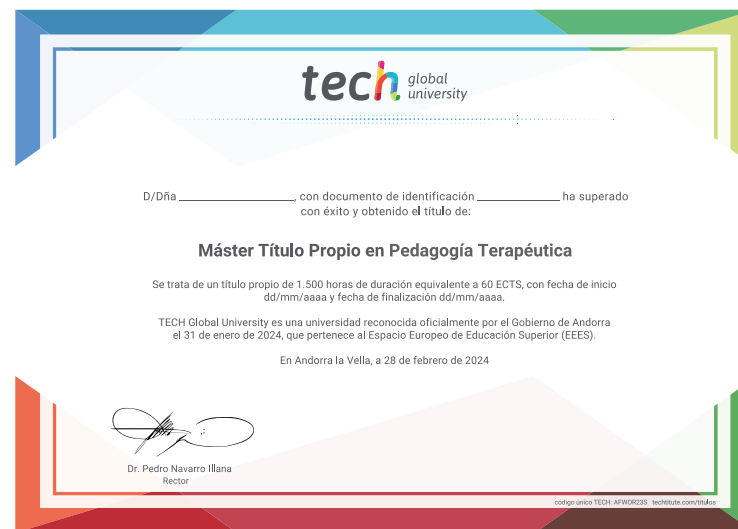 tech global university
D/Dña ____________, con documento de identificación ____________ ha superado
con éxito y obtenido el título de:
Máster Título Propio en Pedagogía Terapéutica
Se trata de un título propio de 1.500 horas de duración equivalente a 60 ECTS, con fecha de inicio
dd/mm/aaaa y fecha de finalización dd/mm/aaaa.
TECH Global University es una universidad reconocida oficialmente por el Gobierno de Andorra
el 31 de enero de 2024, que pertenece al Espacio Europeo de Educación Superior (EEES).
En Andorra la Vella, a 28 de febrero de 2024
Dr. Pedro Navarro Illana
Rector
código único TECH: AFWOR23S techtitute.com/titulos